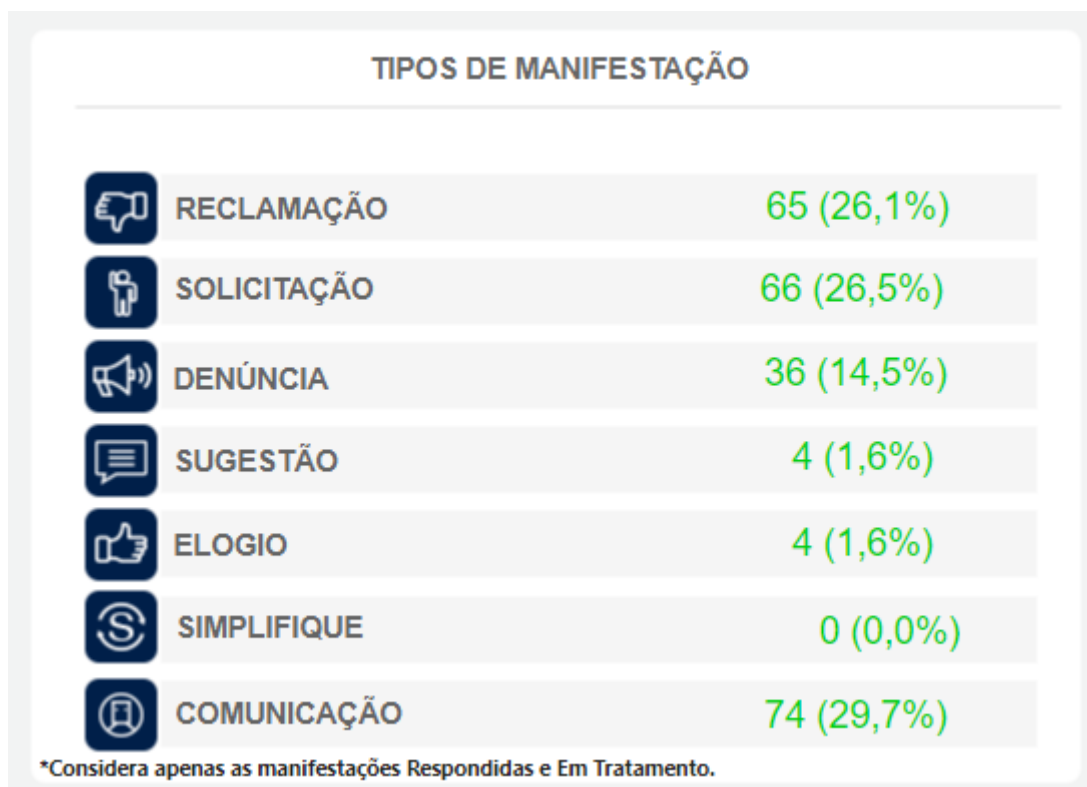 TIPOS DE MANIFESTAÇÃO
RECLAMAÇÃO 65 (26,1%)
SOLICITAÇÃO 66 (26,5%)
DENÚNCIA 36 (14,5%)
SUGESTÃO 4 (1,6%)
ELOGIO 4 (1,6%)
SIMPLIFIQUE 0 (0,0%)
COMUNICAÇÃO 74 (29,7%)
*Considera apenas as manifestações Respondidas e Em Tratamento.